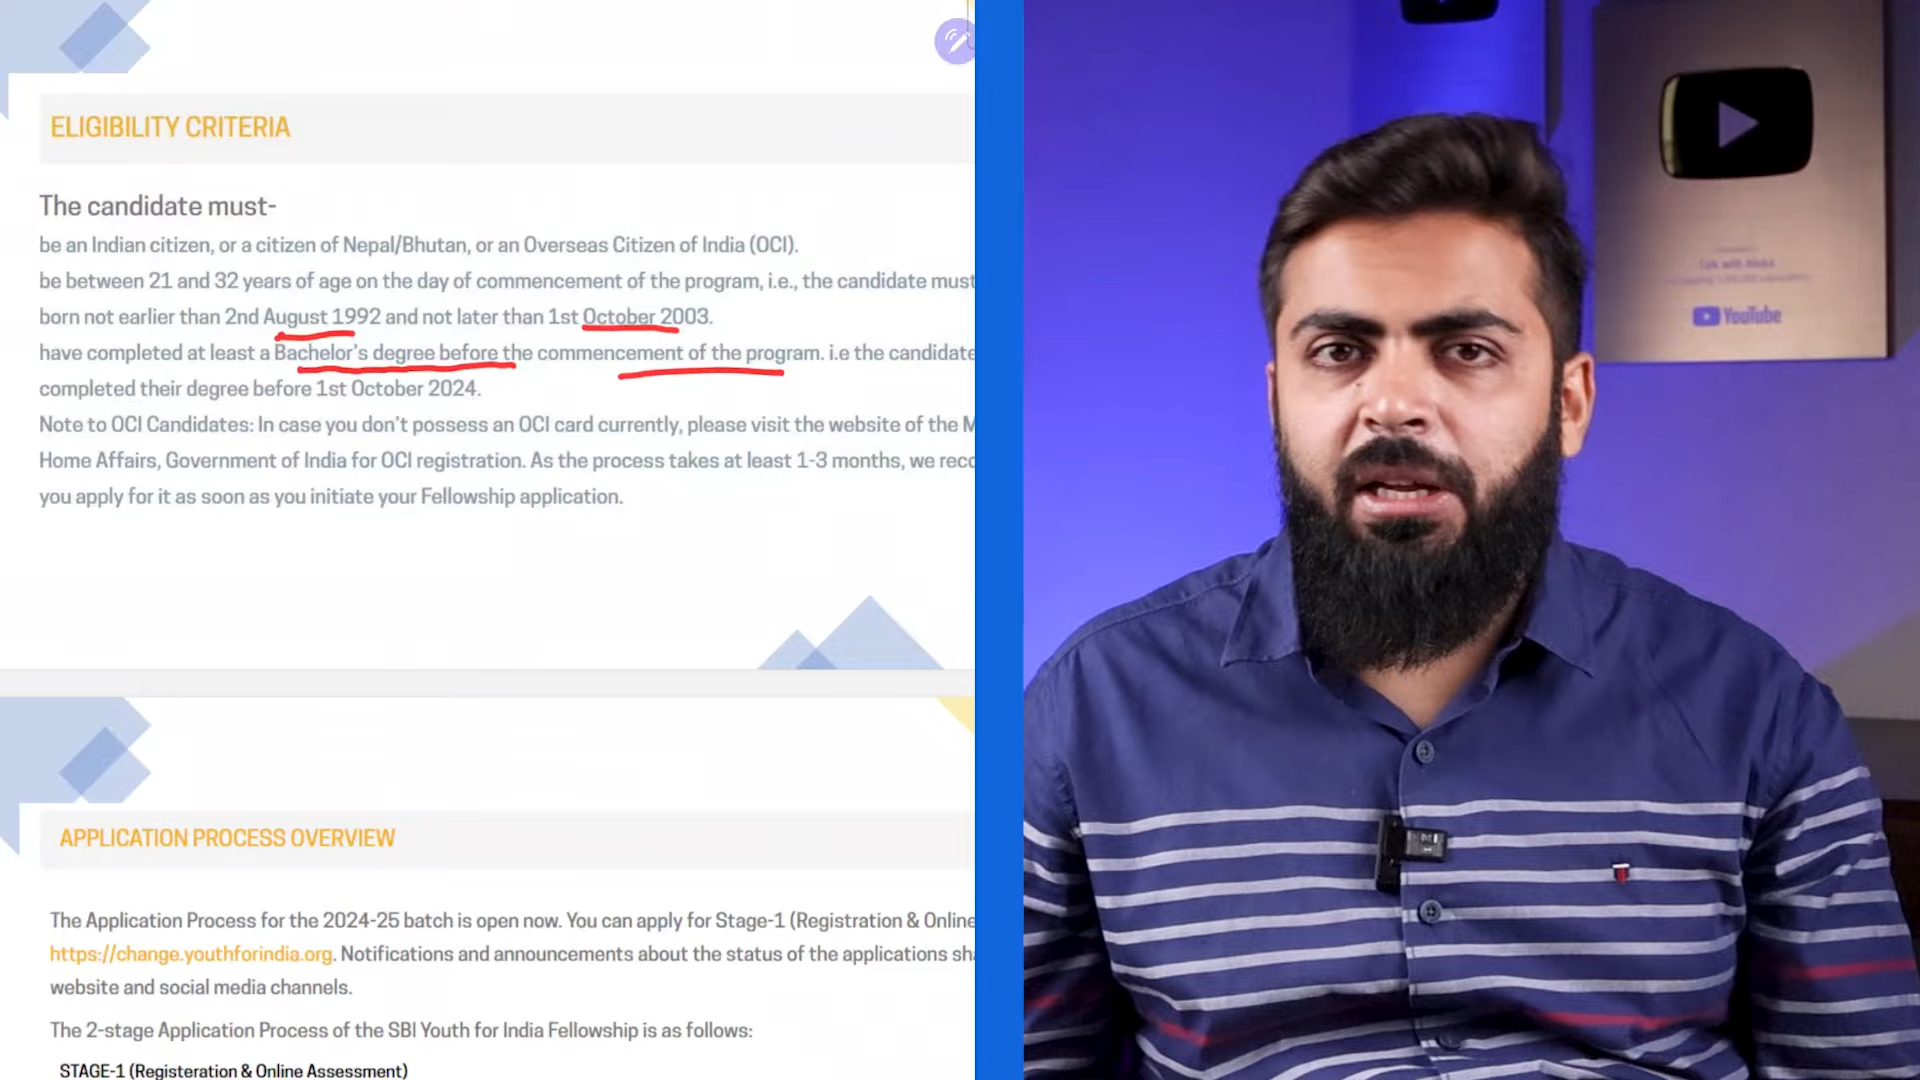 ELIGIBILITY CRITERIA
The candidate must-
be an Indian citizen, or a citizen of Nepal/Bhutan, or an Overseas Citizen of India (OCI).
be between 21 and 32 years of age on the day of commencement of the program, i.e., the candidate must
born not earlier than 2nd August 1992 and not later than 1st October 2003.
have completed at least a Bachelor's degree before the commencement of the program. i.e the candidate
completed their degree before 1st October 2024.
Note to OCI Candidates: In case you don't possess an OCI card currently, please visit the website of the M
Home Affairs, Government of India for OCI registration. As the process takes at least 1-3 months, we reco
you apply for it as soon as you initiate your Fellowship application.
APPLICATION PROCESS OVERVIEW
The Application Process for the 2024-25 batch is open now. You can apply for Stage-1 (Registration & Online
https://change.youthforindia.org. Notifications and announcements about the status of the applications sha
website and social media channels.
The 2-stage Application Process of the SBI Youth for India Fellowship is as follows:
STAGE-1 (Registeration & Online Assessment)
YouTube